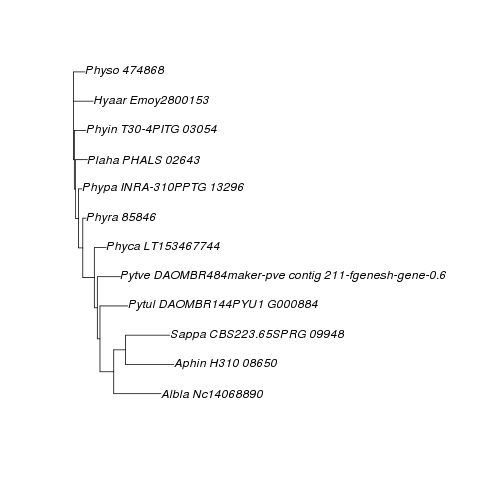 Physo 474868
Hyaar Emoy2800153
Phyin T30-4PITG 03054
Plaha PHALS 02643
Phypa INRA-310PPTG 13296
Phyra 85846
Phyca LT153467744
Pytve DAOMBR484maker-pve contig 211-fgenesh-gene-0.6
Pytul DAOMBR144PYU1 G000884
Sappa CBS223.65SPRG 09948
Aphin H310 08650
Albla Nc14068890